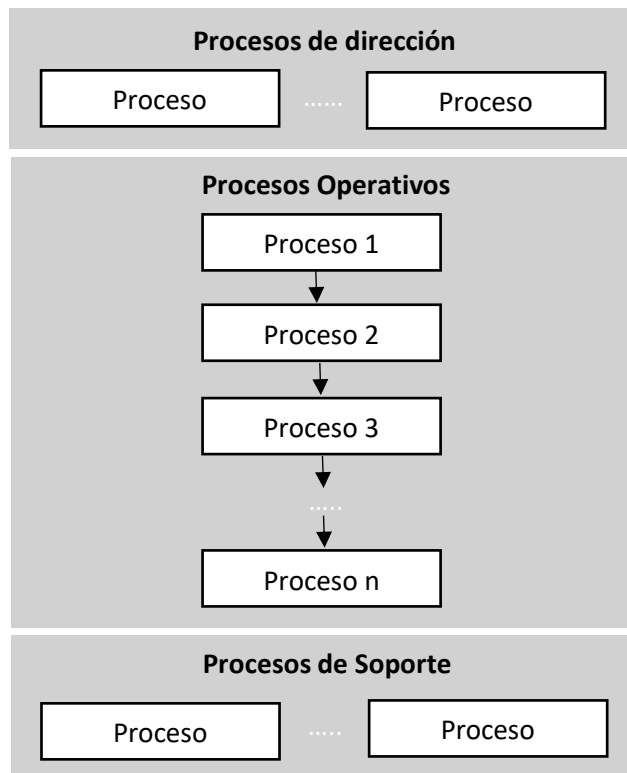 Procesos de dirección
Proceso ...... Proceso
Procesos Operativos
Proceso 1
Proceso 2
Proceso 3
.....
Proceso n
Procesos de Soporte
Proceso ..... Proceso